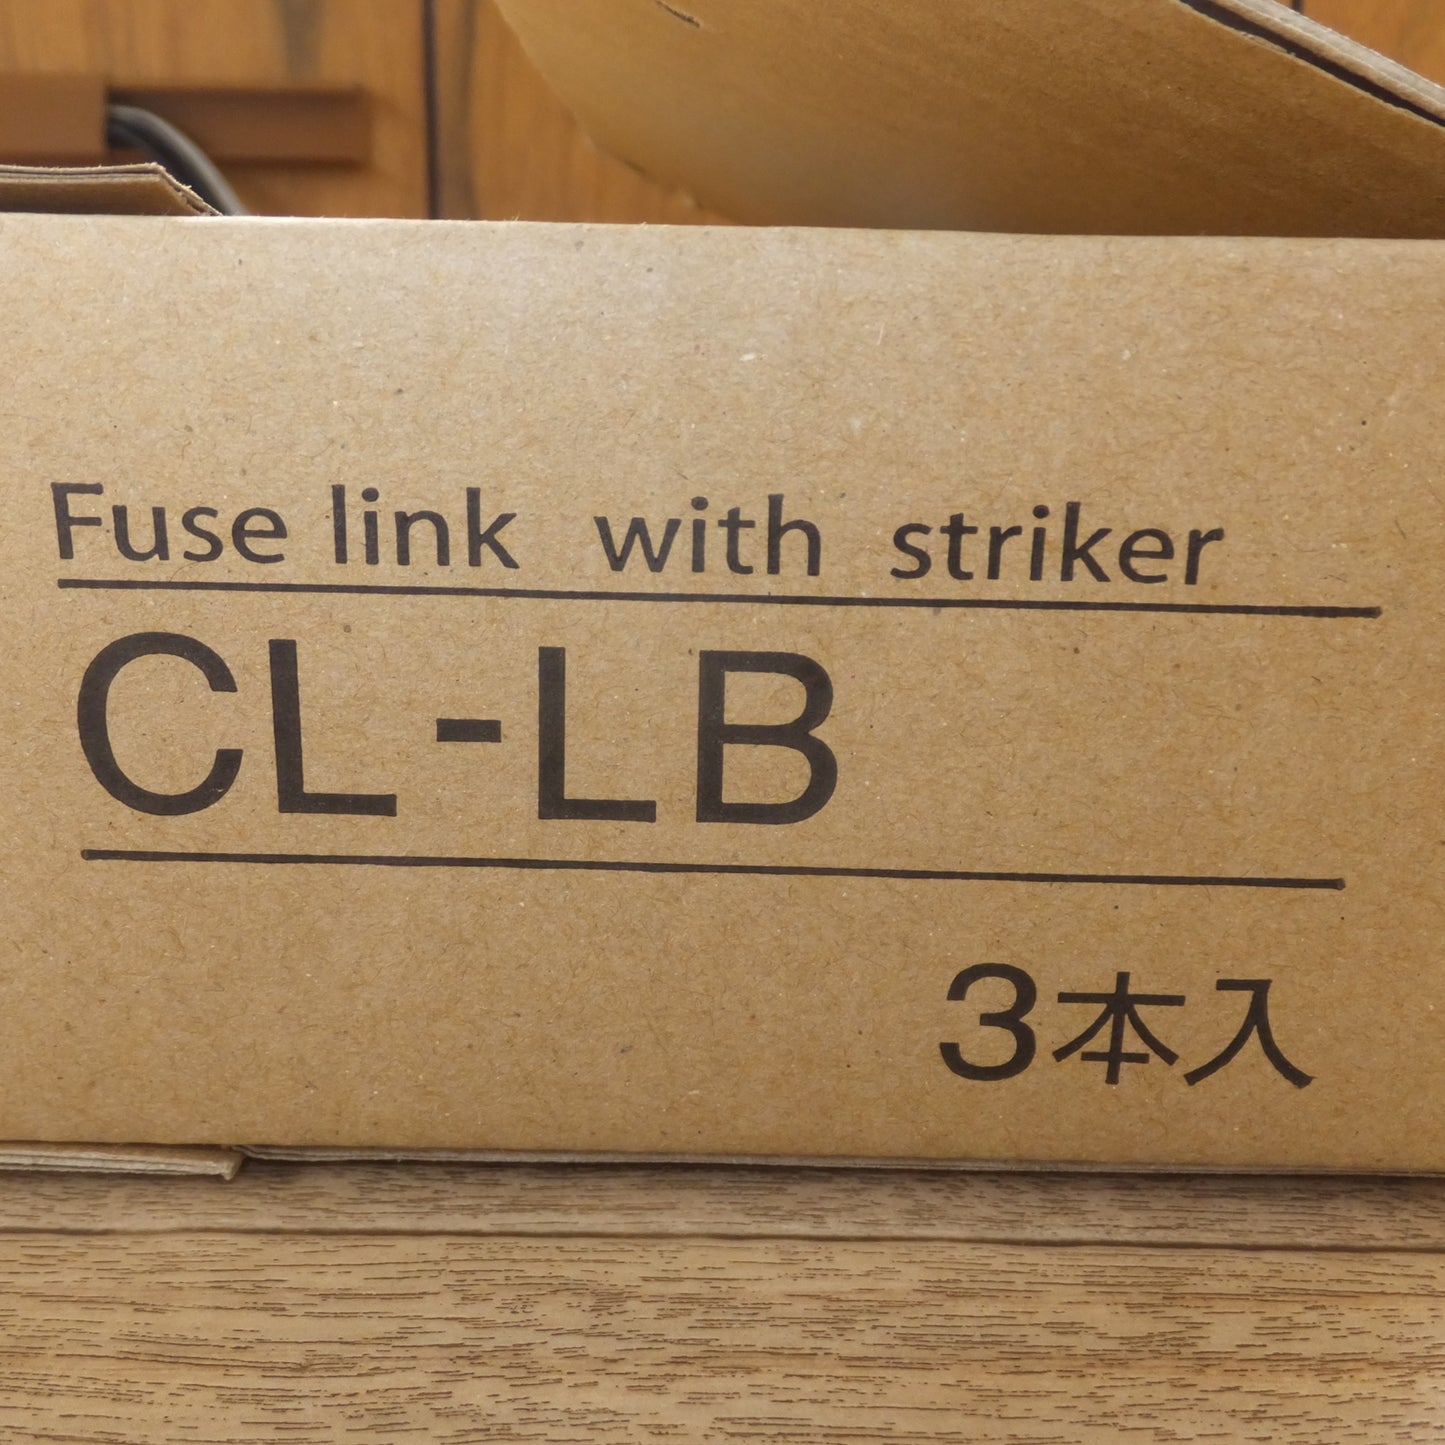 Fuse link with striker
CL-LB
3本入